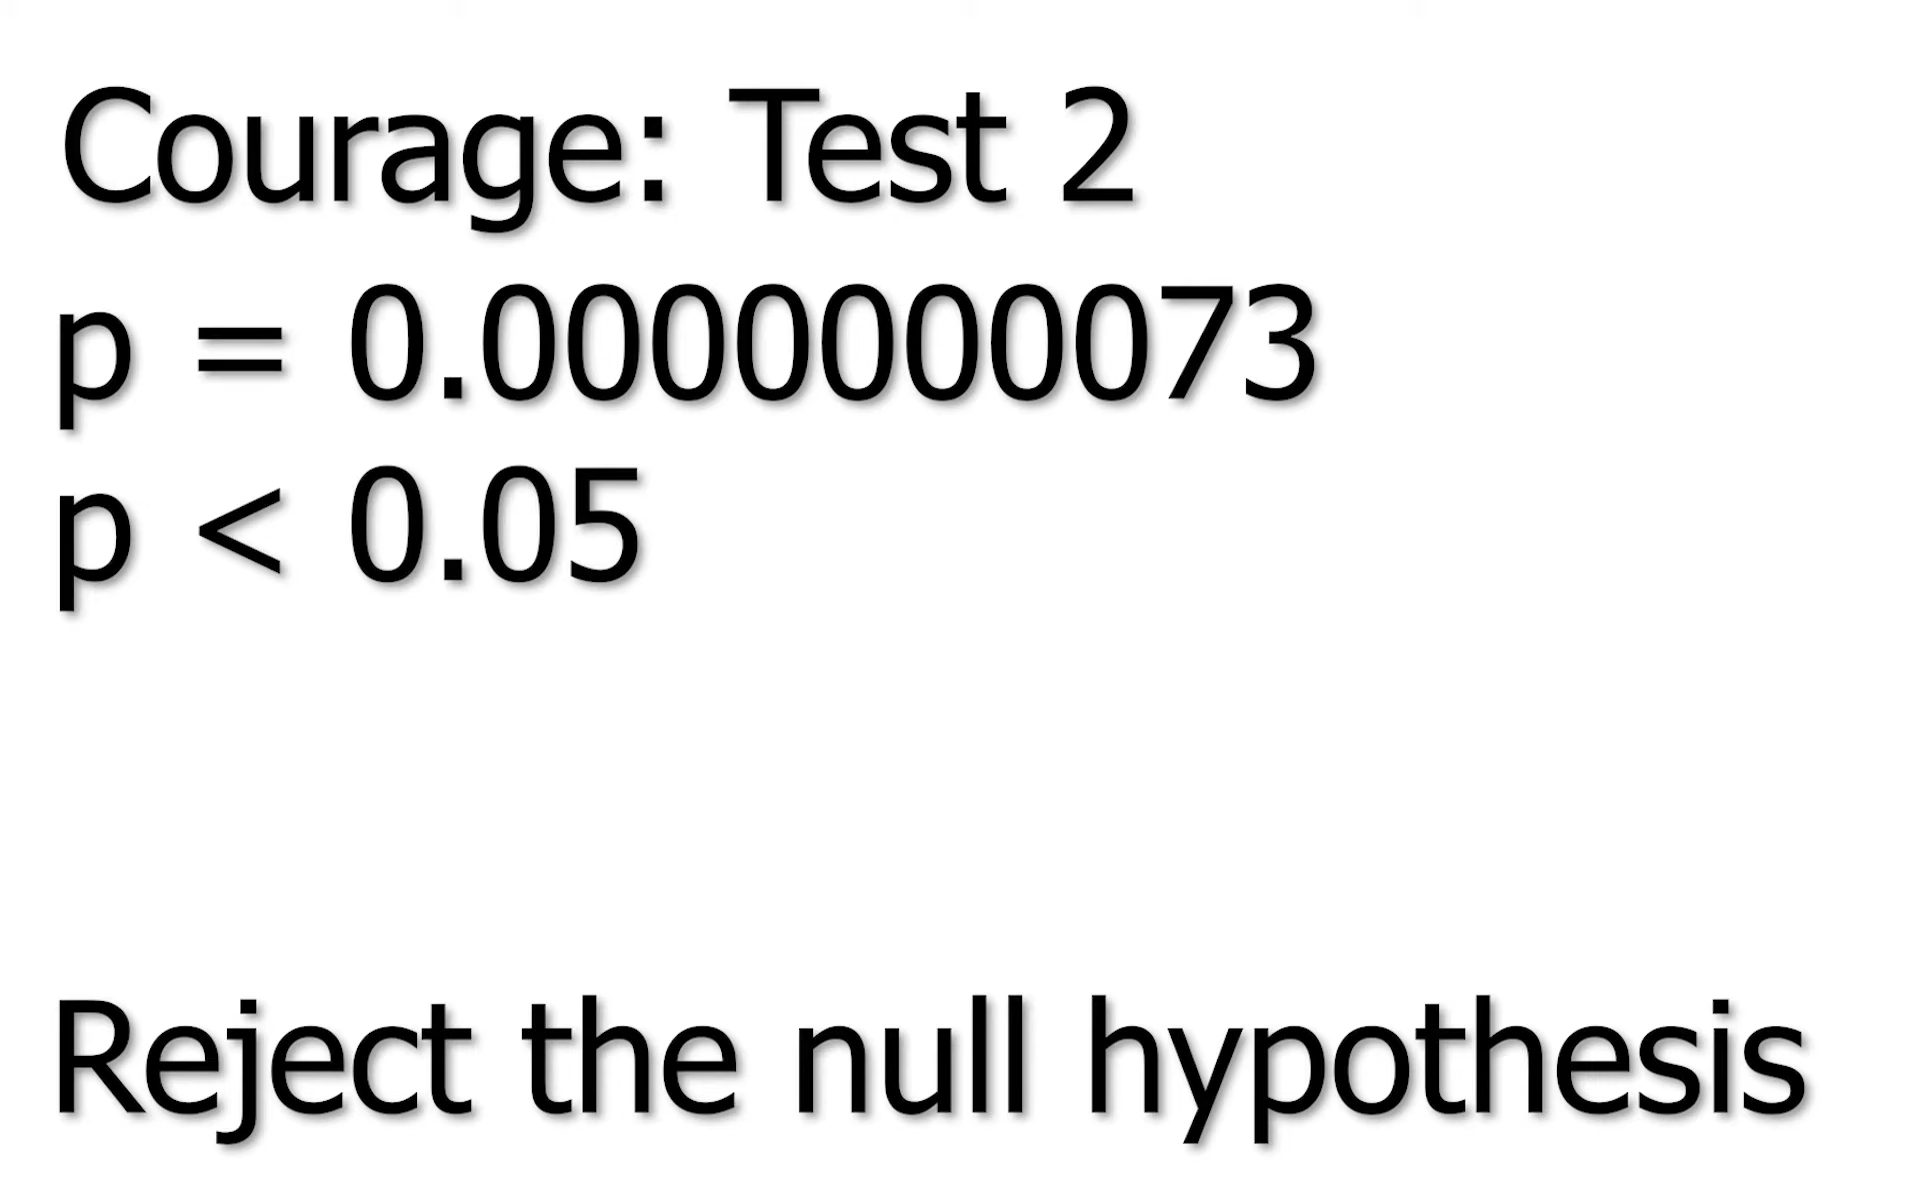 Courage: Test 2
p = 0.0000000073
p < 0.05
Reject the null hypothesis